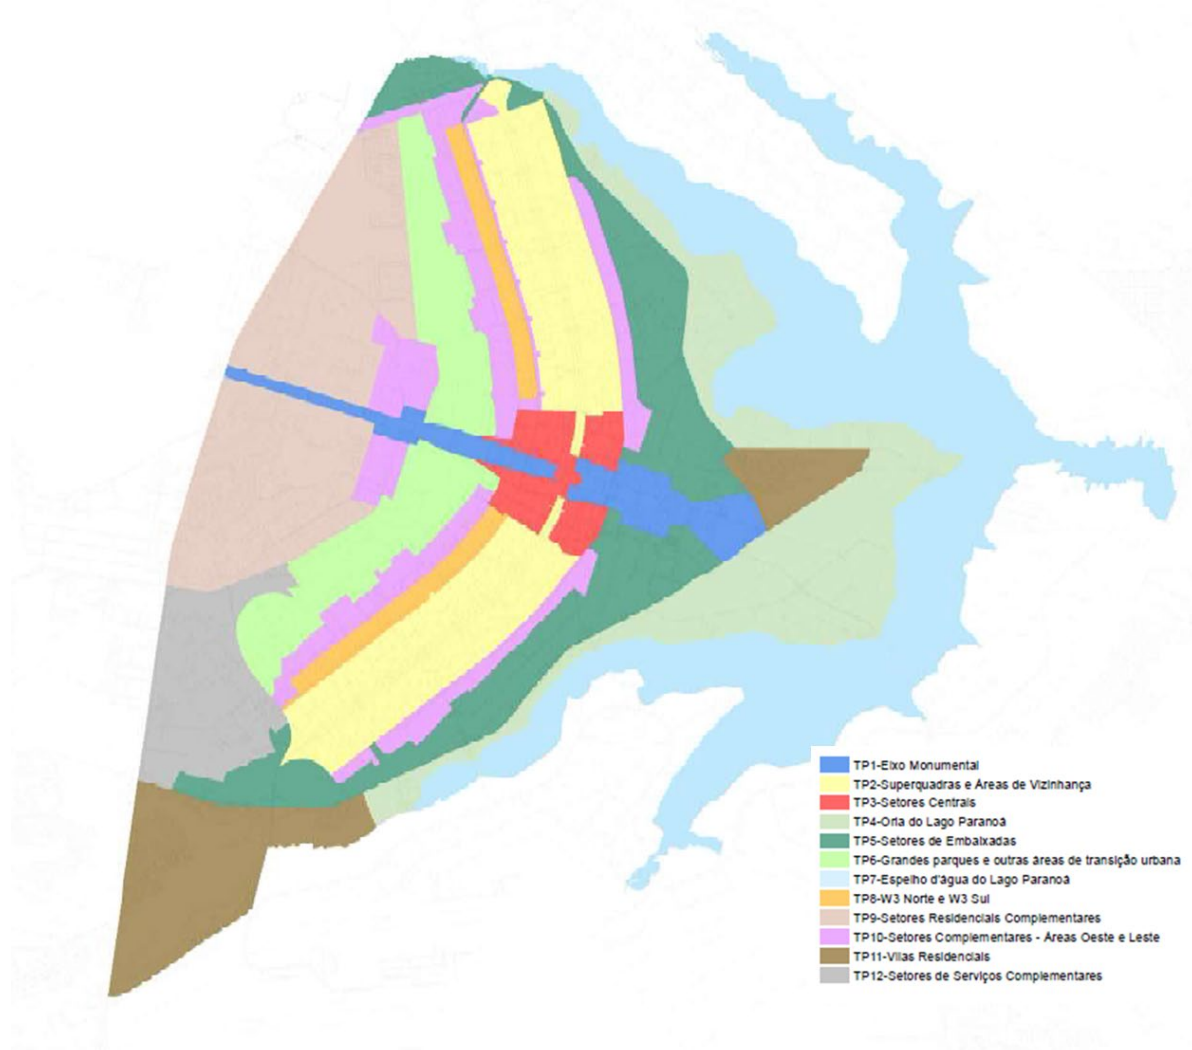 TP1-Eixo Monumental
TP2-Superquadras e Áreas de Vizinhança
TP3-Setores Centrais
TP4-Orla do Lago Paranoá
TP5-Setores de Embaixadas
TP6-Grandes parques e outras áreas de transição urbana
TP7-Espelho d'água do Lago Paranoá
TP8-W3 Norte e W3 Sul
TP9-Setores Residenciais Complementares
TP10-Setores Complementares - Áreas Oeste e Leste
TP11-Vilas Residenciais
TP12-Setores de Serviços Complementares